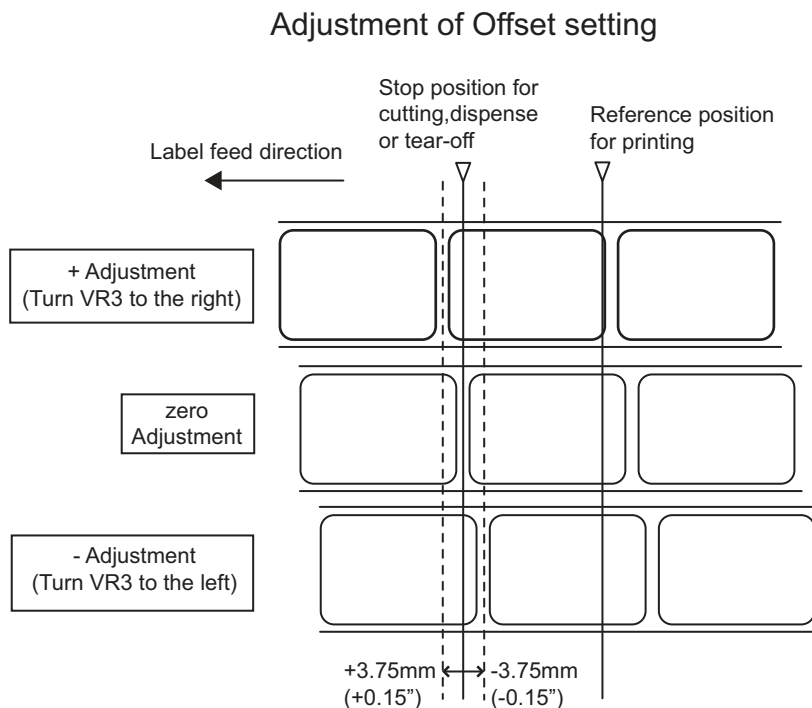 Adjustment of Offset setting
Stop position for
cutting,dispense
or tear-off
Reference position
for printing
Label feed direction
+ Adjustment
(Turn VR3 to the right)
zero
Adjustment
- Adjustment
(Turn VR3 to the left)
+3.75mm
(+0.15”)
-3.75mm
(-0.15”)